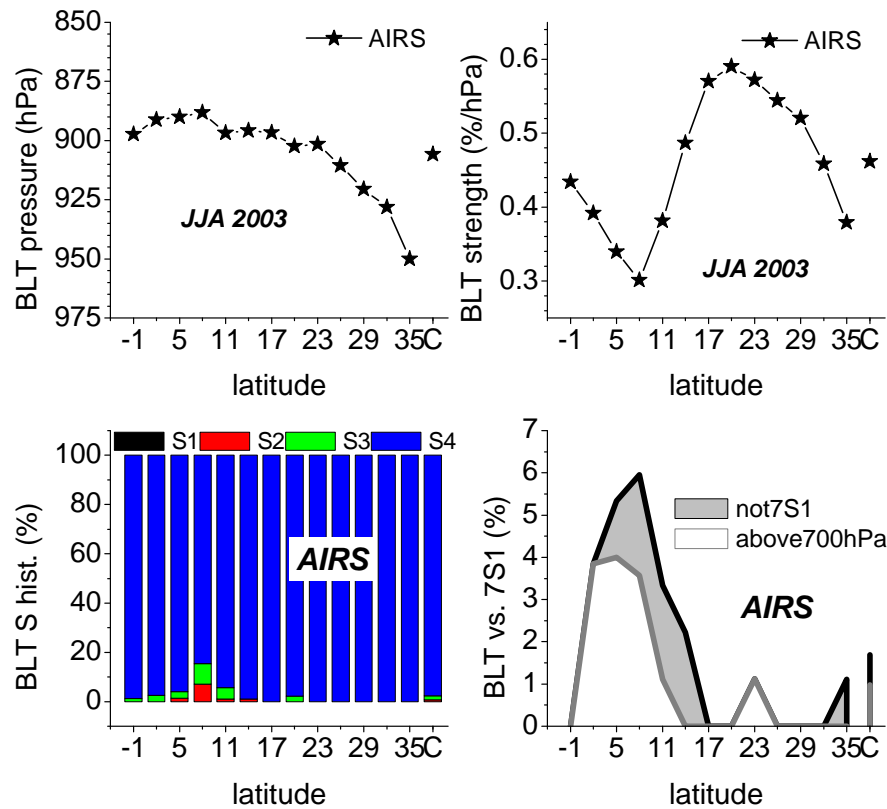 850
875
900
925
950
975
BLT pressure (hPa)
AIRS
JJA 2003
-1 5 11 17 23 29 35 C
latitude
0.6
0.5
0.4
0.3
BLT strength (%/hPa)
AIRS
JJA 2003
-1 5 11 17 23 29 35 C
latitude
S1 S2 S3 S4
100
80
60
40
20
0
BLT S hist. (%)
AIRS
-1 5 11 17 23 29 35 C
latitude
7
6
5
4
3
2
1
0
BLT vs. 7S1 (%)
not7S1
above700hPa
AIRS
-1 5 11 17 23 29 35 C
latitude